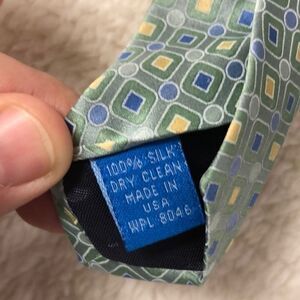 100% SILK
DRY CLEAN
MADE IN
USA
WPL 8046